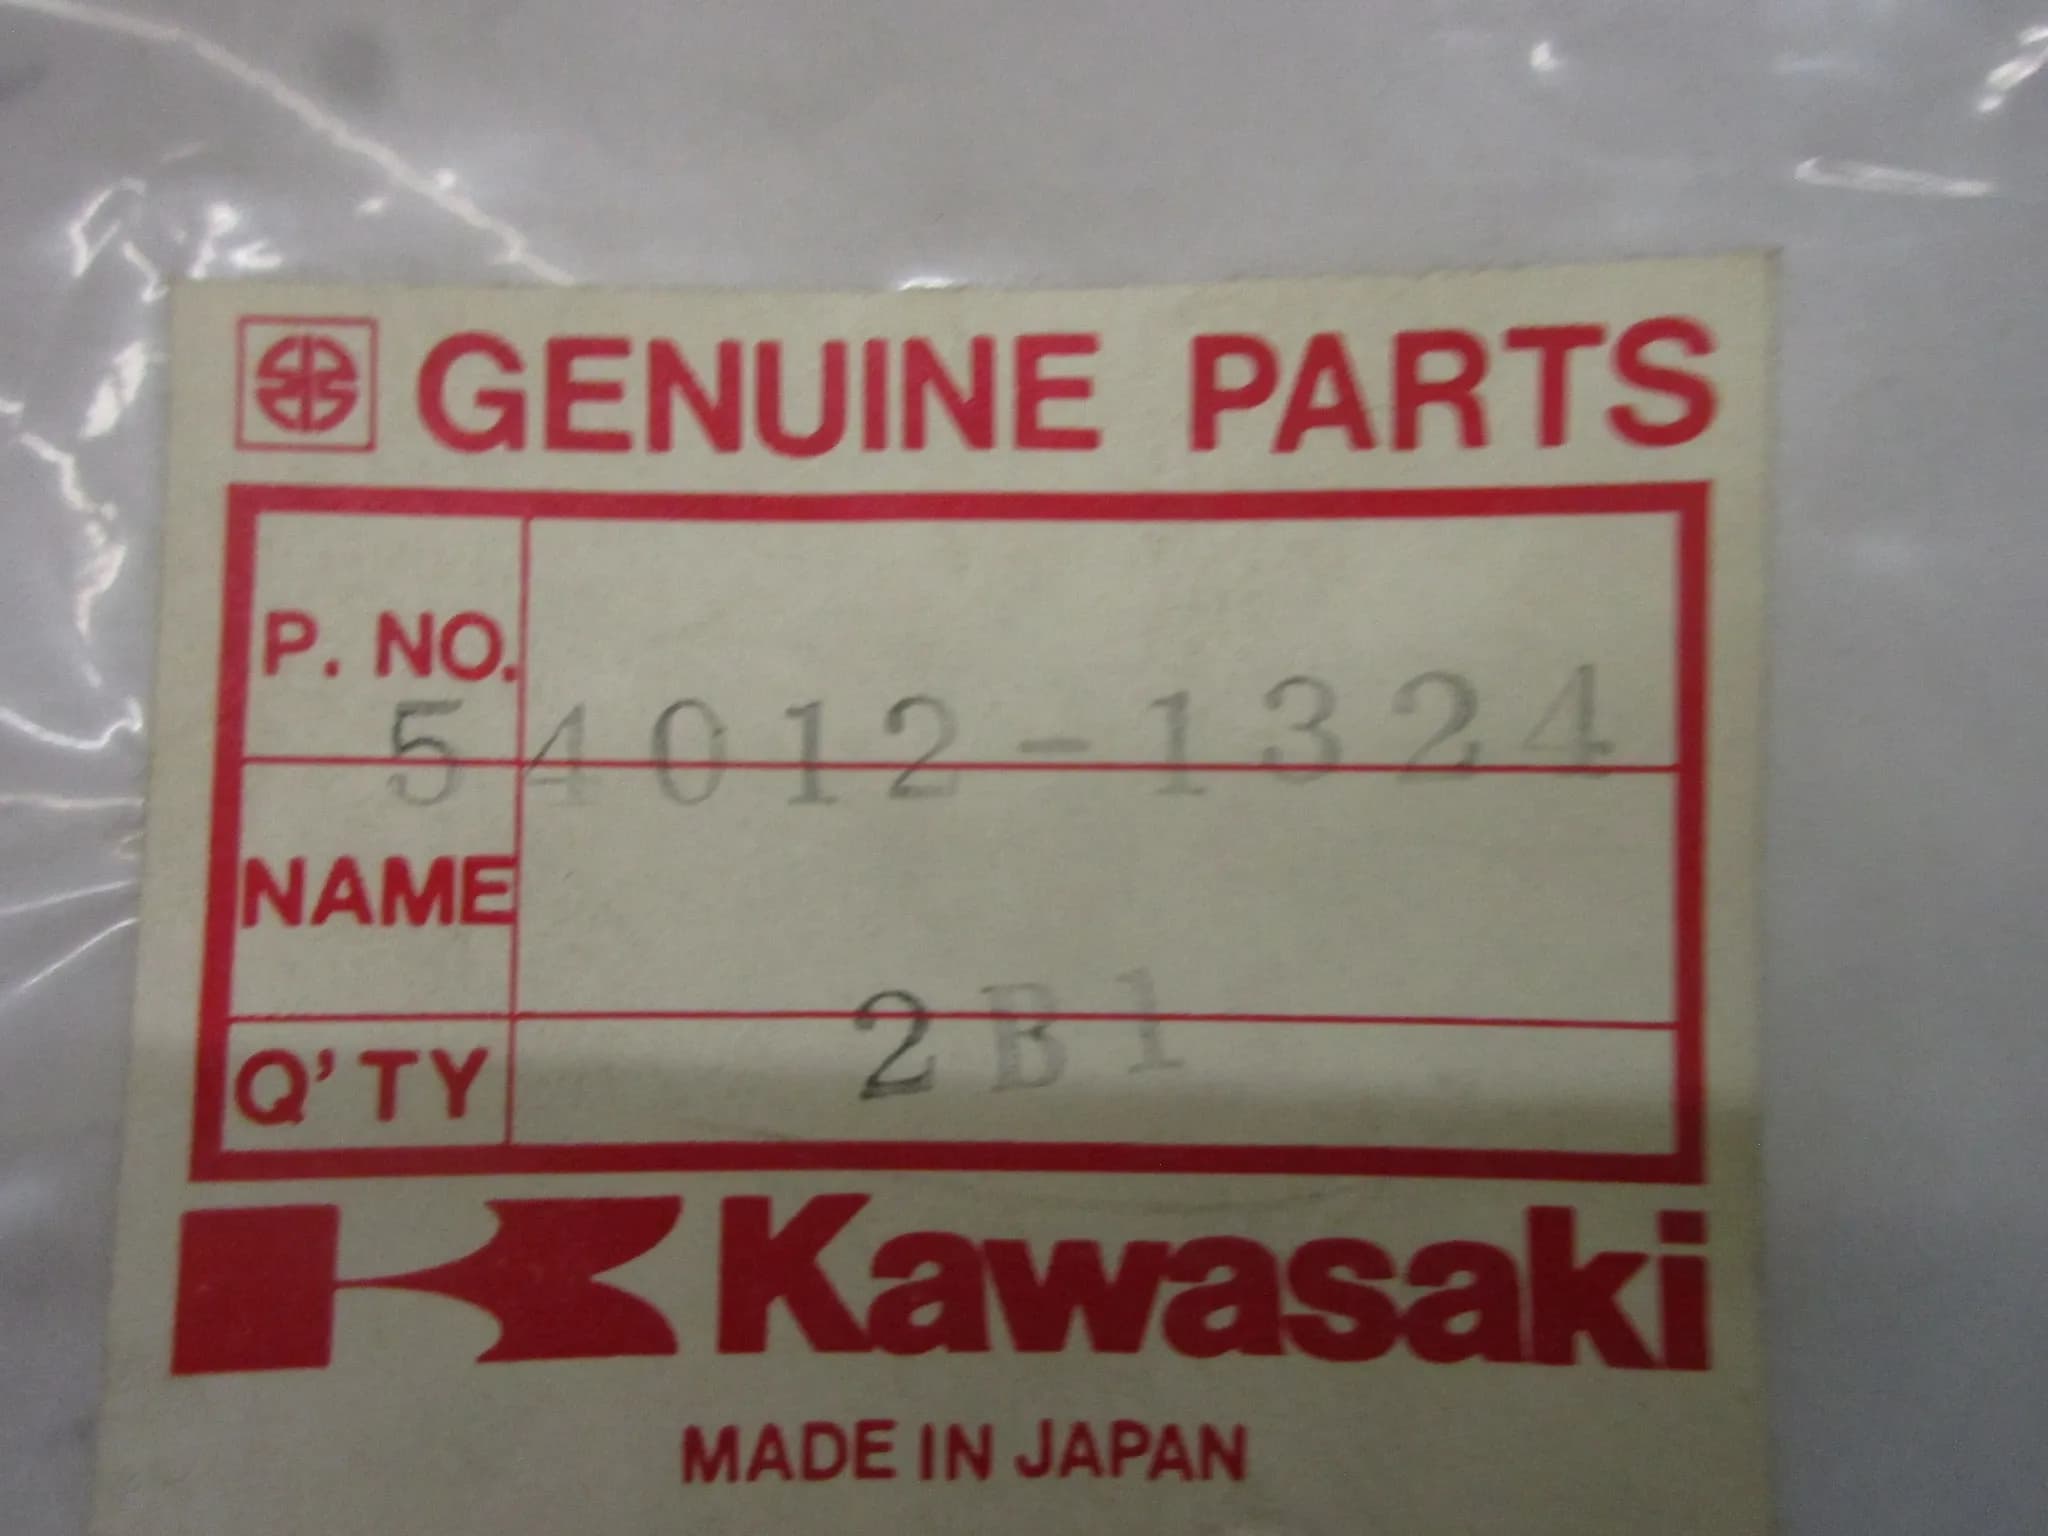 GENUINE PARTS
P. NO.
54012-1324
NAME
2B1
Q'TY
Kawasaki
MADE IN JAPAN